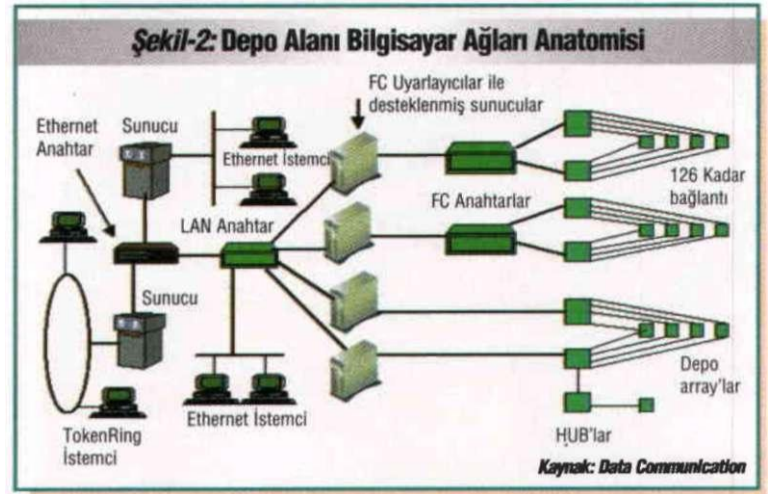 Şekil-2: Depo Alanı Bilgisayar Ağları Anatomisi
FC Uyarlayıcılar ile
desteklenmiş sunucular
Ethernet
Anahtar
Sunucu
Ethernet İstemci
126 Kadar
bağlantı
FC Anahtarlar
LAN Anahtar
Sunucu
Depo
array'lar
Ethernet İstemci
TokenRing
İstemci
HUB'lar
Kaynak: Data Communication